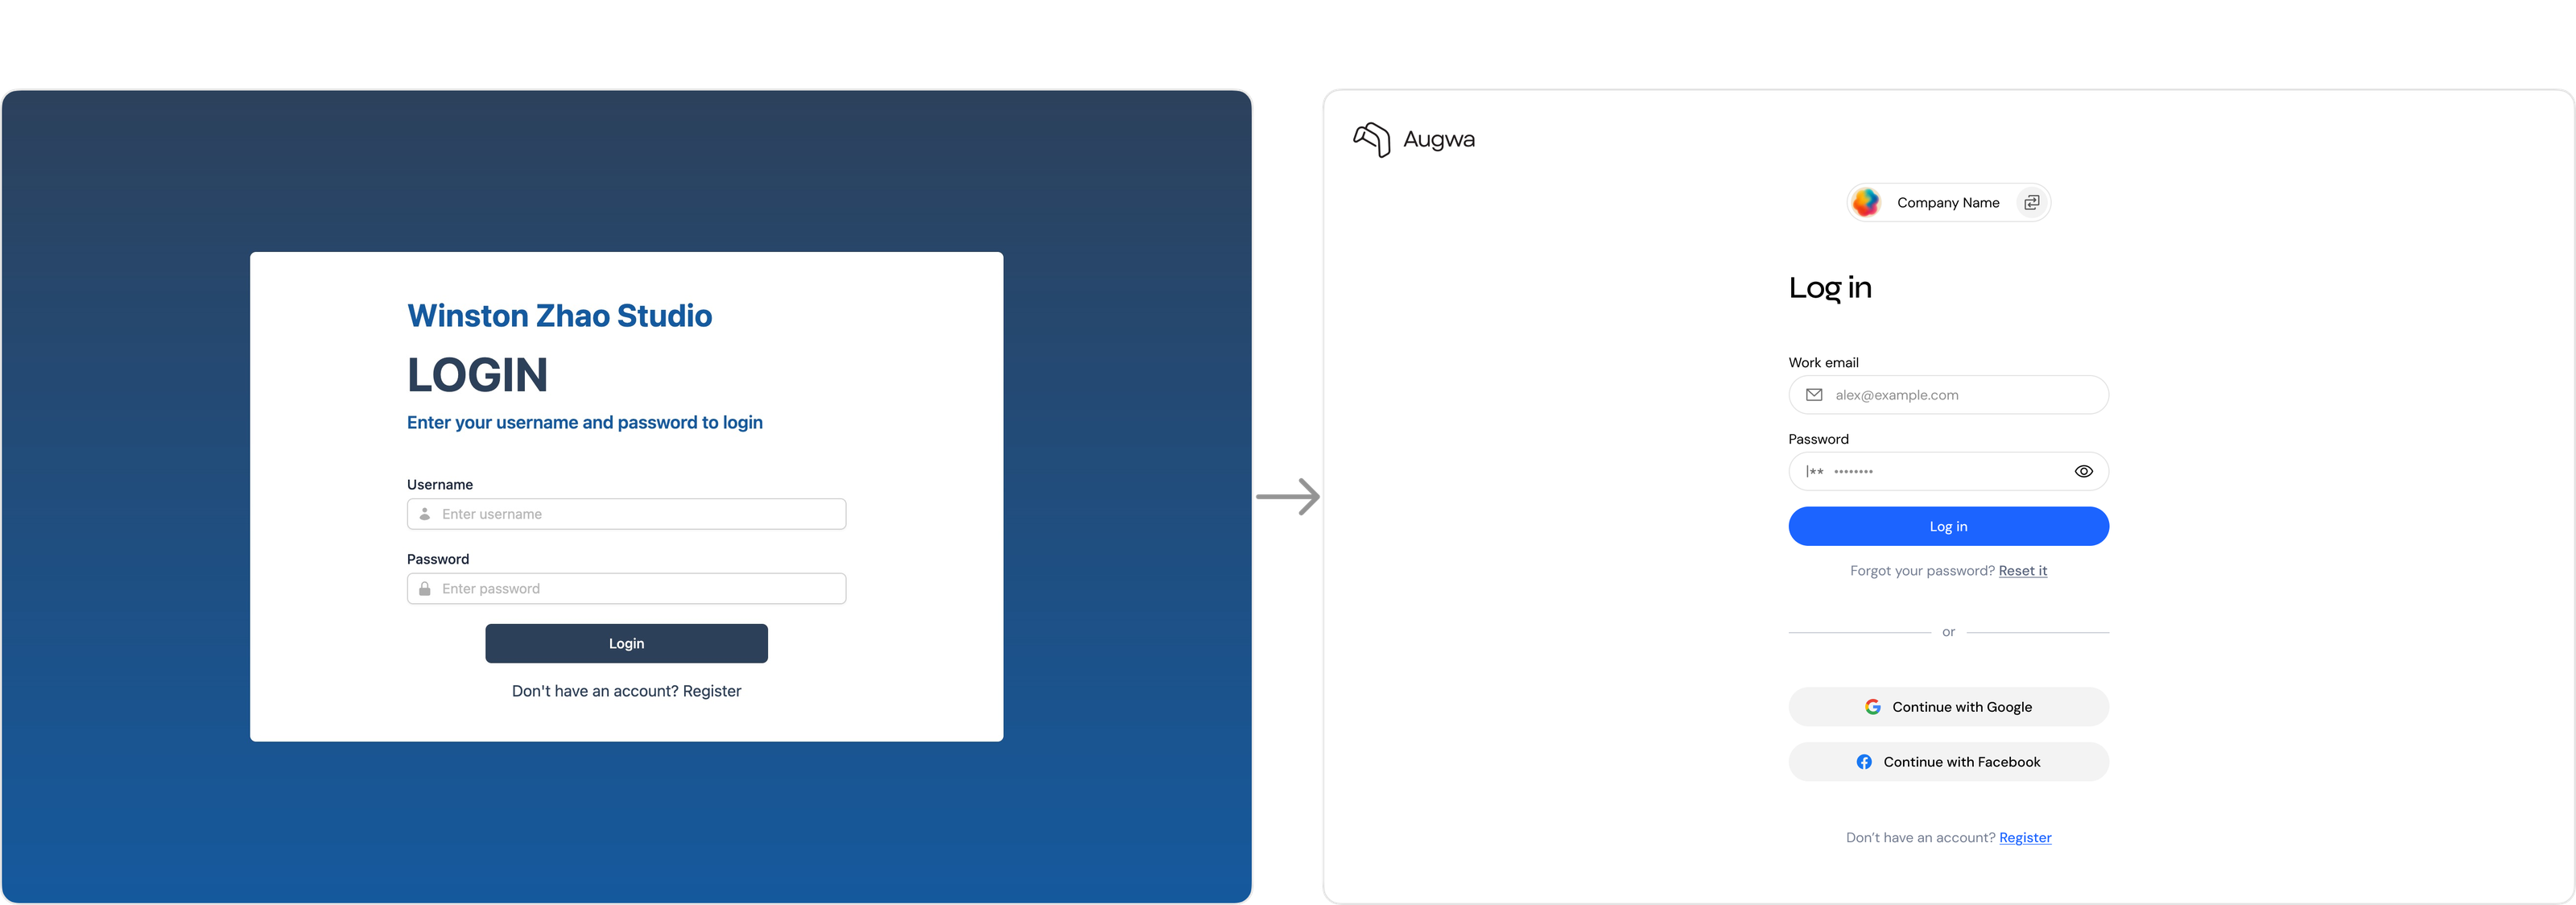 Winston Zhao Studio
LOGIN
Enter your username and password to login
Username
Enter username
Password
Enter password
Login
Don't have an account? Register
Augwa
Company Name
Log in
Work email
alex@example.com
Password
|** ••••••••
Log in
Forgot your password? Reset it
or
Continue with Google
Continue with Facebook
Don’t have an account? Register